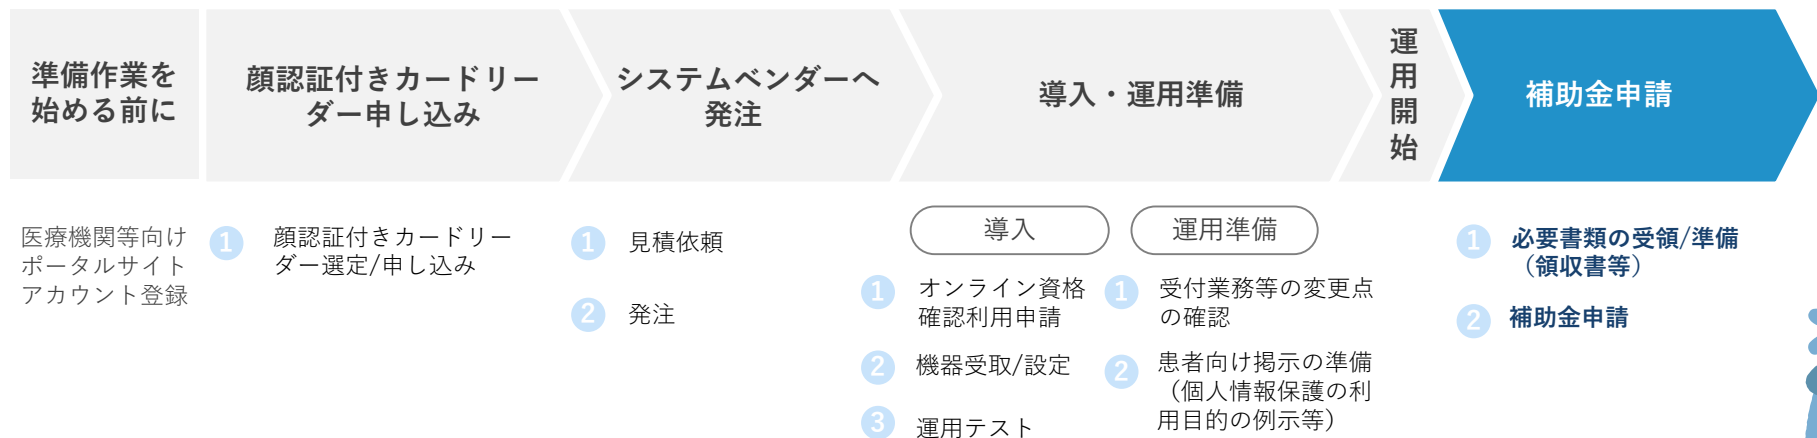 準備作業を
始める前に
顔認証付きカードリー
ダー申し込み
システムベンダーへ
発注
導入・運用準備
運用開始
補助金申請
医療機関等向け
ポータルサイト
アカウント登録
1 顔認証付きカードリー
ダー選定/申し込み
1 見積依頼
2 発注
導入
1 オンライン資格
確認利用申請
2 機器受取/設定
3 運用テスト
運用準備
1 受付業務等の変更点
の確認
2 患者向け掲示の準備
（個人情報保護の利
用目的の例示等）
1 必要書類の受領/準備
（領収書等）
2 補助金申請